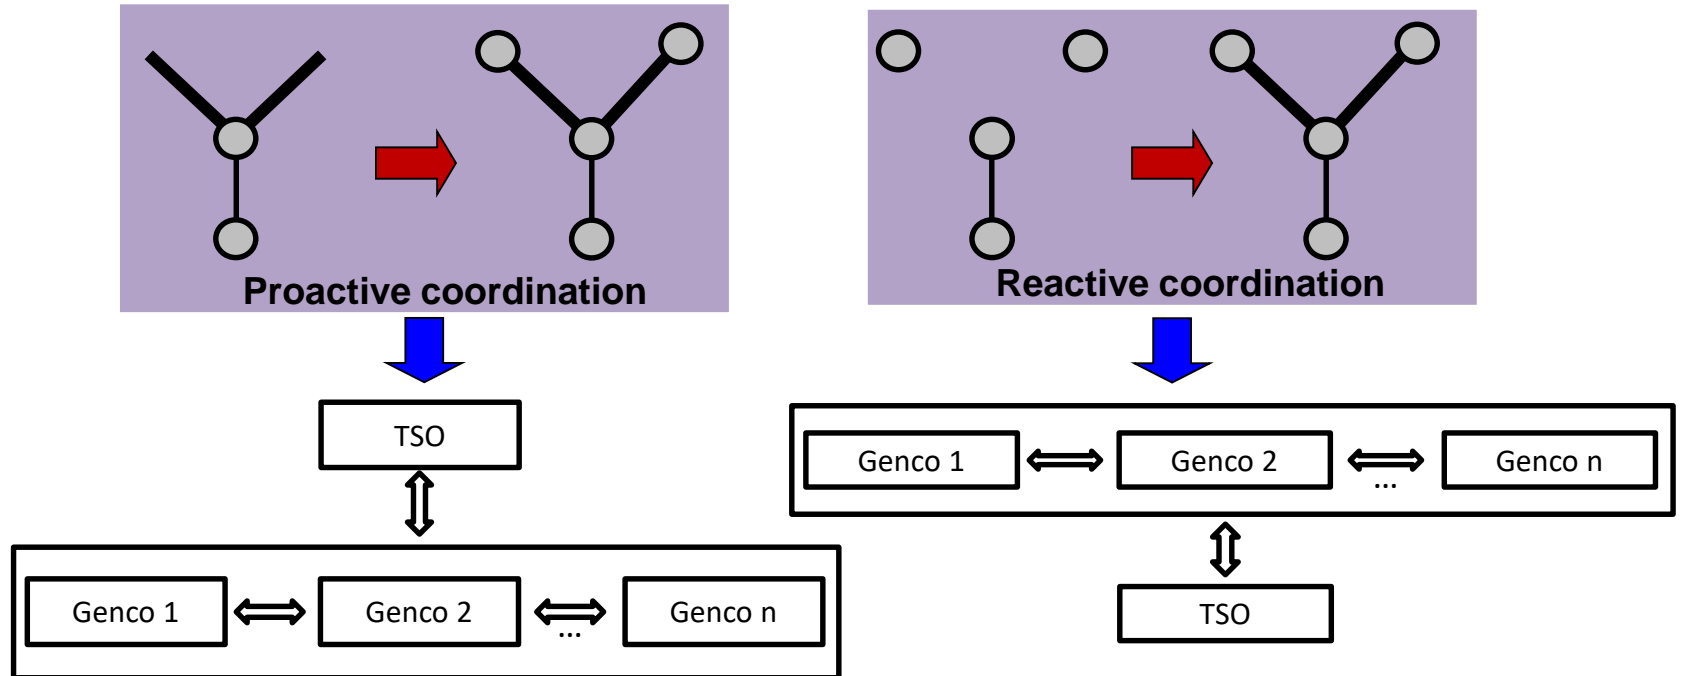 Proactive coordination
TSO
Genco 1
Genco 2
...
Genco n
Reactive coordination
Genco 1
Genco 2
...
Genco n
TSO